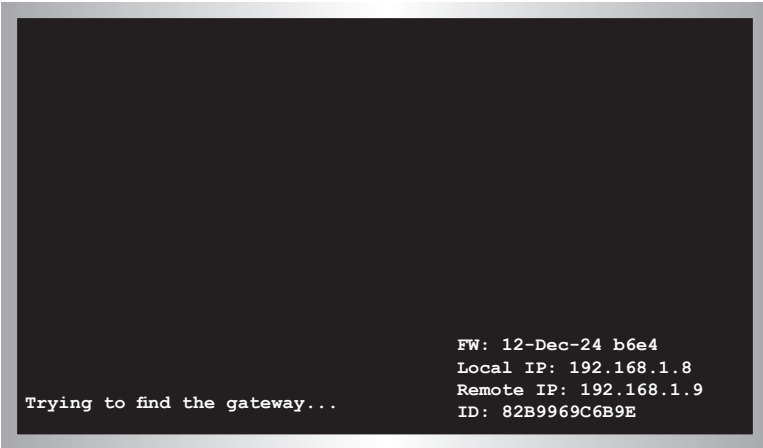 FW: 12-Dec-24 b6e4
Local IP: 192.168.1.8
Remote IP: 192.168.1.9
ID: 82B9969C6B9E
Trying to find the gateway...